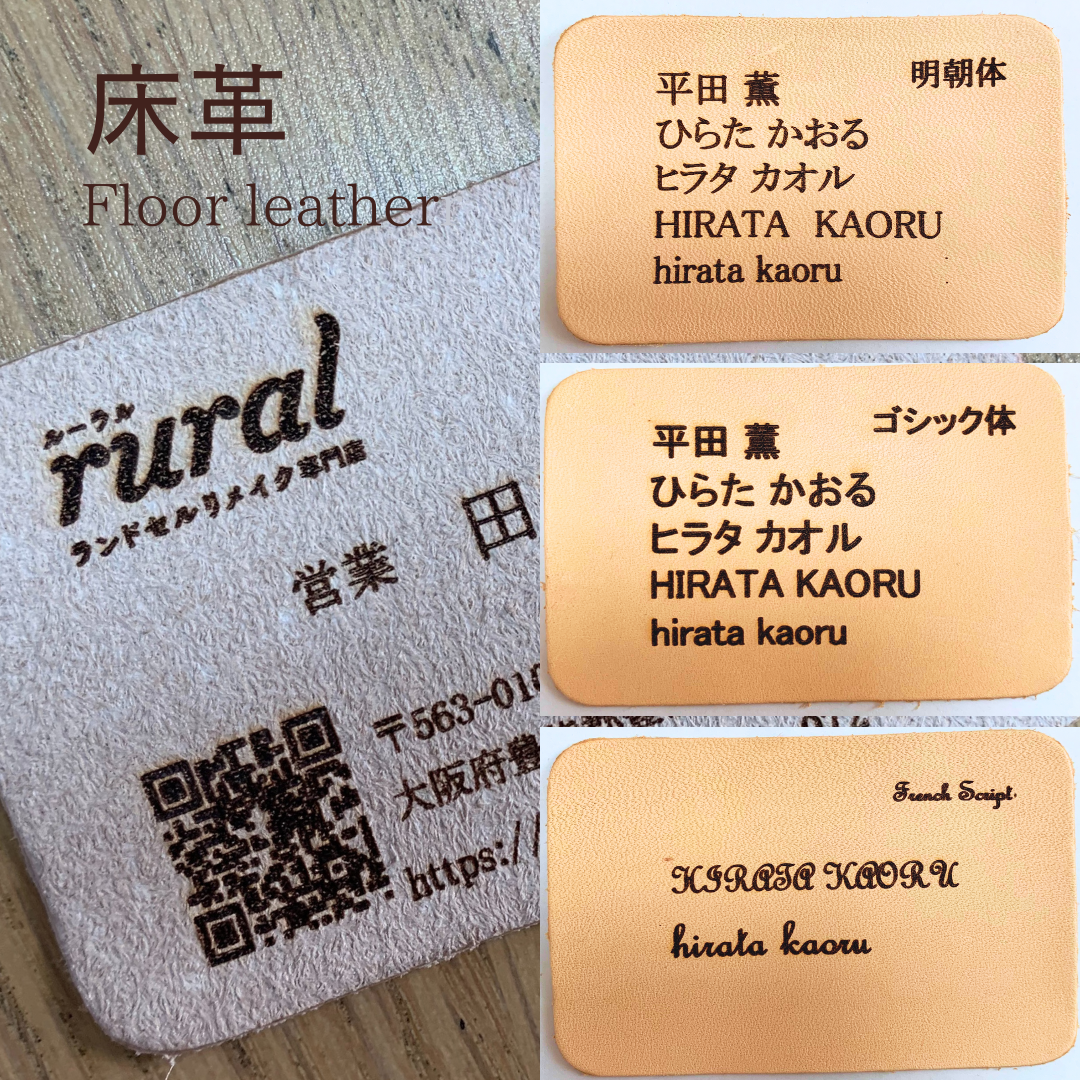 床革
Floor leather
ルーラル
rural
ランドセルリメイク専門店
営業 田
〒563-010
大阪府豊
https://
明朝体
平田 薫
ひらた かおる
ヒラタ カオル
HIRATA KAORU
hirata kaoru
ゴシック体
平田 薫
ひらた かおる
ヒラタ カオル
HIRATA KAORU
hirata kaoru
French Script
HIRATA KAORU
hirata kaoru